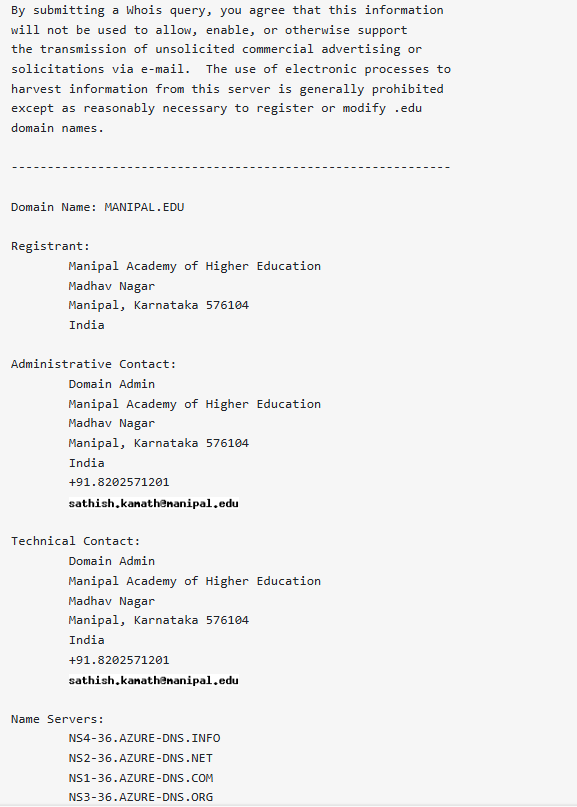 By submitting a Whois query, you agree that this information
will not be used to allow, enable, or otherwise support
the transmission of unsolicited commercial advertising or
solicitations via e-mail.  The use of electronic processes to
harvest information from this server is generally prohibited
except as reasonably necessary to register or modify .edu
domain names.
-------------------------------------------------------------
Domain Name: MANIPAL.EDU
Registrant:
Manipal Academy of Higher Education
Madhav Nagar
Manipal, Karnataka 576104
India
Administrative Contact:
Domain Admin
Manipal Academy of Higher Education
Madhav Nagar
Manipal, Karnataka 576104
India
+91.8202571201
sathish.kamath@manipal.edu
Technical Contact:
Domain Admin
Manipal Academy of Higher Education
Madhav Nagar
Manipal, Karnataka 576104
India
+91.8202571201
sathish.kamath@manipal.edu
Name Servers:
NS4-36.AZURE-DNS.INFO
NS2-36.AZURE-DNS.NET
NS1-36.AZURE-DNS.COM
NS3-36.AZURE-DNS.ORG